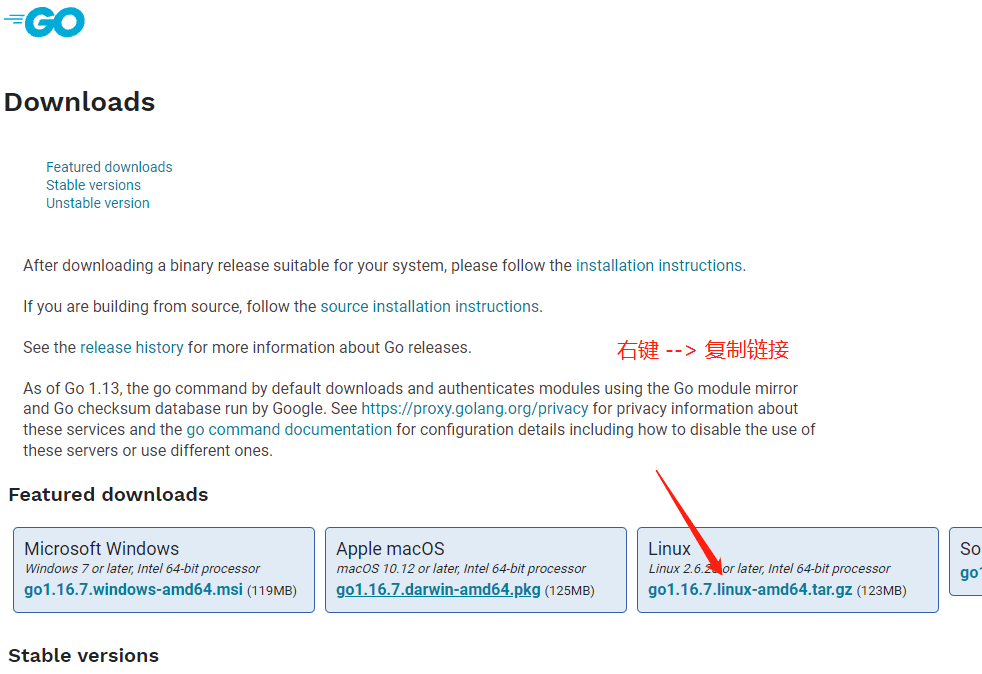 GO
Downloads
Featured downloads
Stable versions
Unstable version
After downloading a binary release suitable for your system, please follow the installation instructions.
If you are building from source, follow the source installation instructions.
See the release history for more information about Go releases.
右键 --> 复制链接
As of Go 1.13, the go command by default downloads and authenticates modules using the Go module mirror
and Go checksum database run by Google. See https://proxy.golang.org/privacy for privacy information about
these services and the go command documentation for configuration details including how to disable the use of
these servers or use different ones.
Featured downloads
Microsoft Windows
Windows 7 or later, Intel 64-bit processor
go1.16.7.windows-amd64.msi (119MB)
Apple macOS
macOS 10.12 or later, Intel 64-bit processor
go1.16.7.darwin-amd64.pkg (125MB)
Linux
Linux or later, Intel 64-bit processor
go1.16.7.linux-amd64.tar.gz (123MB)
So
go1
Stable versions